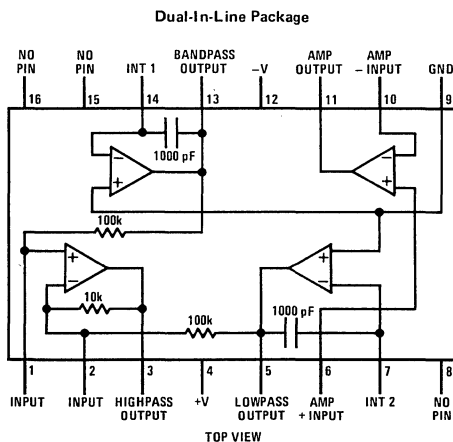 Dual-In-Line Package
NO PIN
NO PIN
INT 1
BANDPASS OUTPUT
–V
AMP OUTPUT
AMP – INPUT
GND
16
15
14
13
12
11
10
9
1000 pF
–
+
–
+
100k
+
–
+
–
10k
100k
1000 pF
1
2
3
4
5
6
7
8
INPUT
INPUT
HIGHPASS OUTPUT
+V
LOWPASS OUTPUT
AMP + INPUT
INT 2
NO PIN
TOP VIEW